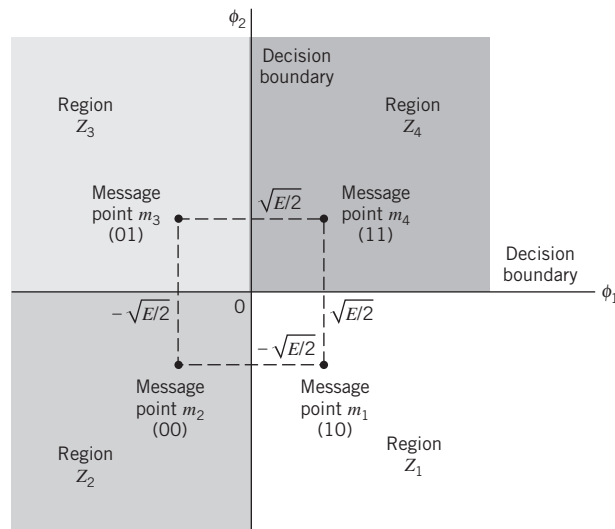 ϕ₂
Decision
boundary
Region
Z₃
Region
Z₄
Message
point m₃
(01)
√E/2
Message
point m₄
(11)
Decision
boundary
ϕ₁
0
−√E/2
√E/2
−√E/2
Message
point m₂
(00)
Message
point m₁
(10)
Region
Z₂
Region
Z₁